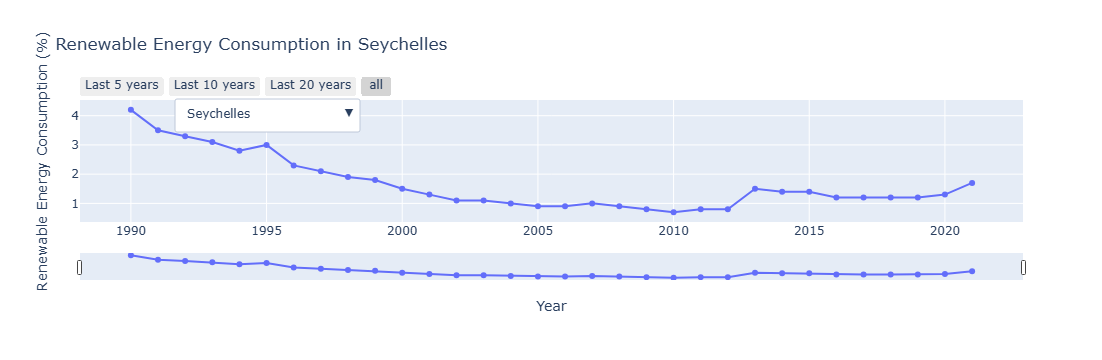 Renewable Energy Consumption in Seychelles
Renewable Energy Consumption (%)
Last 5 years Last 10 years Last 20 years all
Seychelles ▼
4
3
2
1
1990 1995 2000 2005 2010 2015 2020
Year